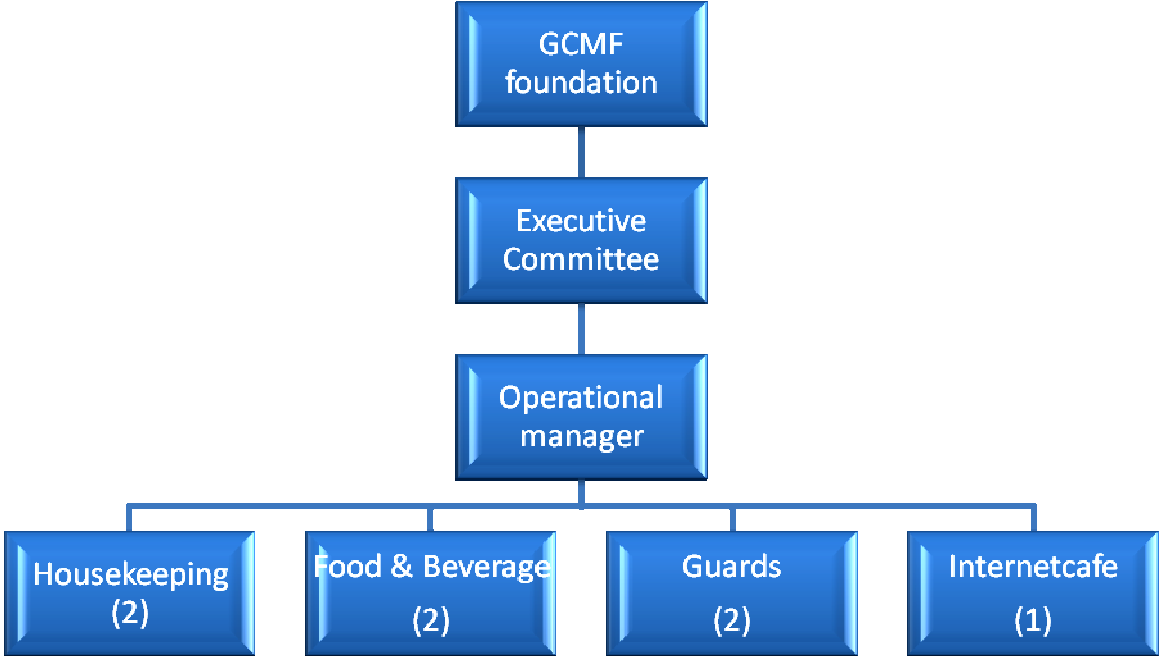 GCMF
foundation
Executive
Committee
Operational
manager
Housekeeping
(2)
Food & Beverage
(2)
Guards
(2)
Internetcafe
(1)